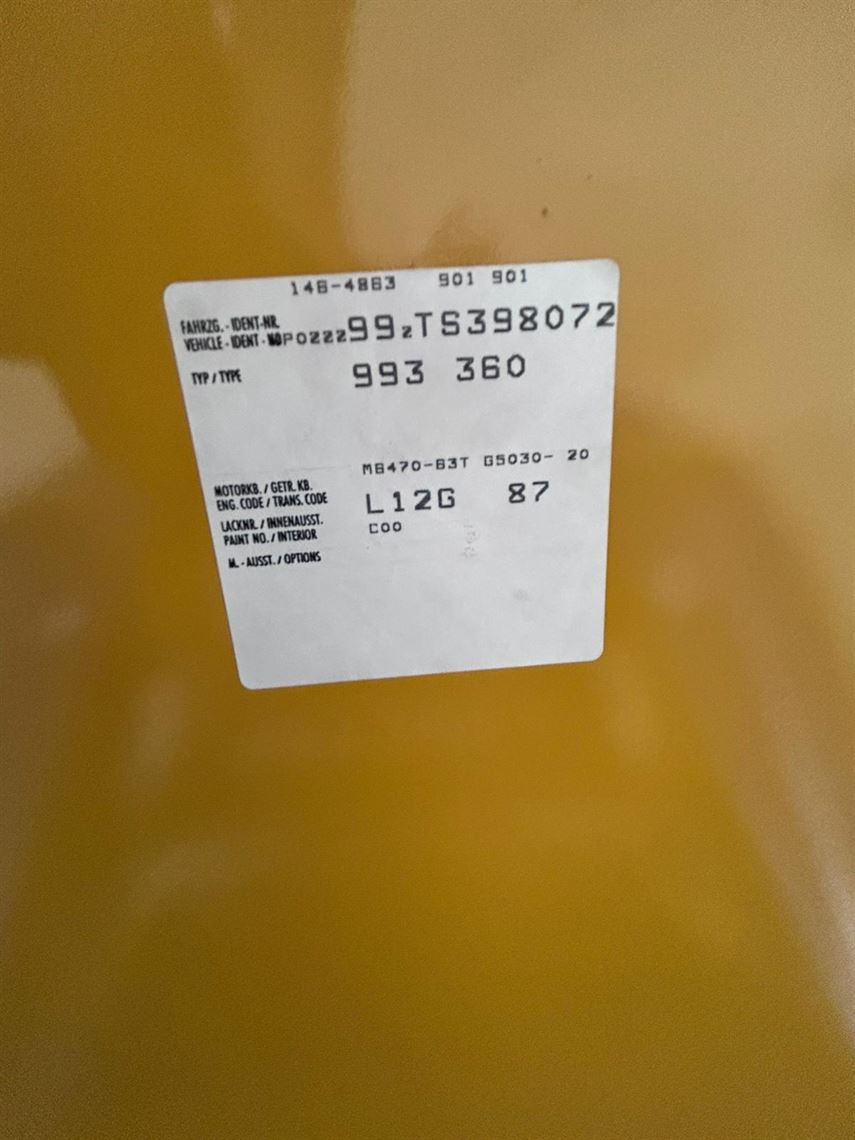 146-4863 901 901
FAHRZG.-IDENT-NR.
VEHICLE-IDENT-NO WP0ZZZ99ZTS398072
TYP / TYPE 993 360
M6470-63T G5030- 20
MOTORKB. / GETR. KB.
ENG. CODE / TRANS. CODE L12G 87
LACKNR. / INNENAUSST. C00
PAINT NO. / INTERIOR
M.-AUSST. / OPTIONS